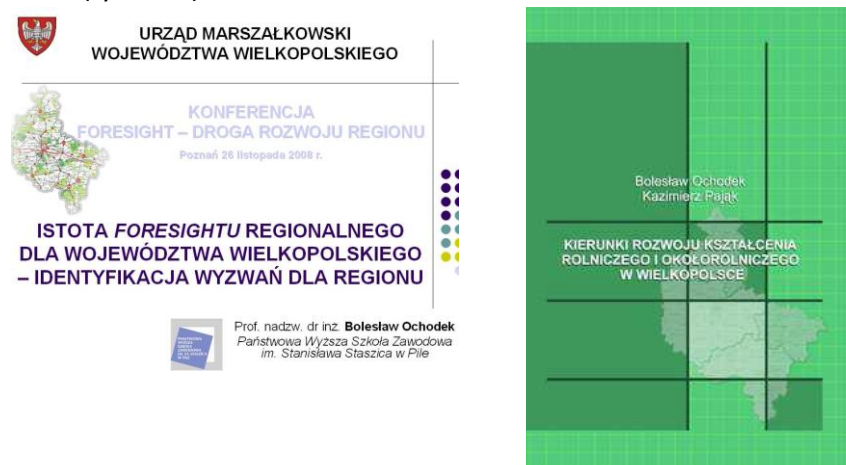 URZĄD MARSZAŁKOWSKI
WOJEWÓDZTWA WIELKOPOLSKIEGO
KONFERENCJA
FORESIGHT – DROGA ROZWOJU REGIONU
Poznań 26 listopada 2008 r.
ISTOTA FORESIGHTU REGIONALNEGO
DLA WOJEWÓDZTWA WIELKOPOLSKIEGO
– IDENTYFIKACJA WYZWAŃ DLA REGIONU
Prof. nadzw. dr inż. Bolesław Ochodek
Państwowa Wyższa Szkoła Zawodowa
im. Stanisława Staszica w Pile
Bolesław Ochodek
Kazimierz Pająk
KIERUNKI ROZWOJU KSZTAŁCENIA
ROLNICZEGO I OKOŁOROLNICZEGO
W WIELKOPOLSCE